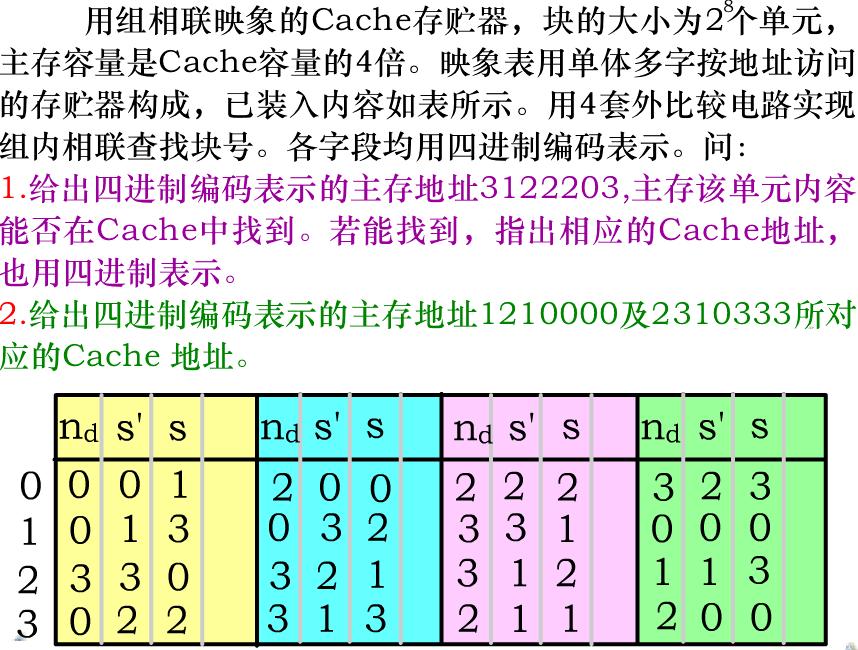 用组相联映象的Cache存贮器，块的大小为2⁸个单元，
主存容量是Cache容量的4倍。映象表用单体多字按地址访问
的存贮器构成，已装入内容如表所示。用4套外比较电路实现
组内相联查找块号。各字段均用四进制编码表示。问：
1.给出四进制编码表示的主存地址3122203,主存该单元内容
能否在Cache中找到。若能找到，指出相应的Cache地址，
也用四进制表示。
2.给出四进制编码表示的主存地址1210000及2310333所对
应的Cache 地址。
nd s' s nd s' s nd s' s nd s' s
0 0 0 1 2 0 0 2 2 2 3 2 3
1 0 1 3 0 3 2 3 3 1 0 0 0
2 3 3 0 3 2 1 3 1 2 1 1 3
3 0 2 2 3 1 3 2 1 1 2 0 0